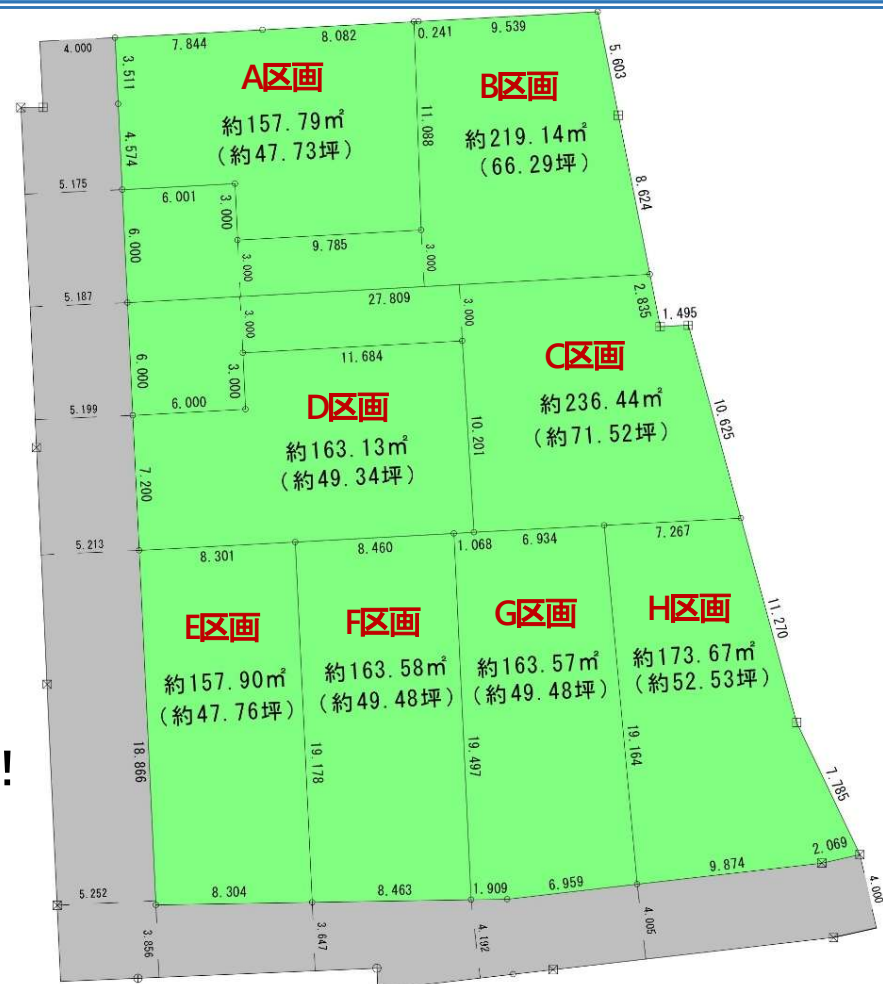 4.000
7.844
8.082
0.241
9.539
3.511
A区画
5.603
B区画
約157.79㎡
(約47.73坪)
11.088
約219.14㎡
(66.29坪)
4.574
5.175
6.001
3.000
8.624
9.785
6.000
3.000
3.000
5.187
27.809
2.835
1.495
3.000
3.000
11.684
C区画
6.000
3.000
6.000
D区画
約236.44㎡
(約71.52坪)
10.625
5.199
約163.13㎡
(約49.34坪)
10.201
7.200
5.213
8.301
8.460
1.068
6.934
7.267
E区画
F区画
G区画
H区画
11.270
約157.90㎡
(約47.76坪)
約163.58㎡
(約49.48坪)
約163.57㎡
(約49.48坪)
約173.67㎡
(約52.53坪)
!
18.866
19.178
19.497
19.164
7.785
2.069
5.252
8.304
8.463
1.909
6.959
9.874
4.000
3.856
3.647
4.192
4.005